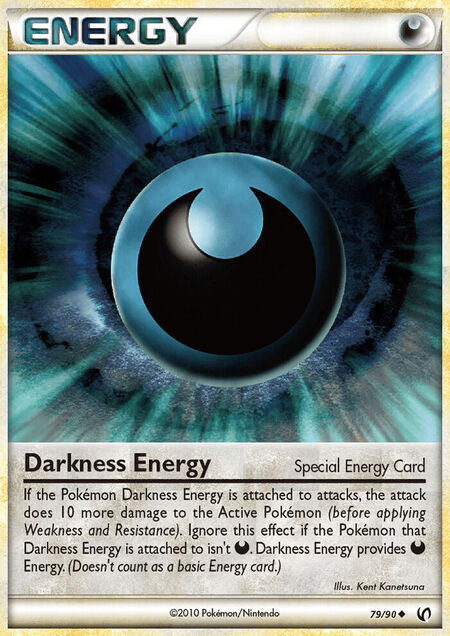 ENERGY
Darkness Energy Special Energy Card
If the Pokémon Darkness Energy is attached to attacks, the attack
does 10 more damage to the Active Pokémon (before applying
Weakness and Resistance). Ignore this effect if the Pokémon that
Darkness Energy is attached to isn't . Darkness Energy provides
Energy. (Doesn't count as a basic Energy card.)
Illus. Kent Kanetsuna
©2010 Pokémon/Nintendo 79/90